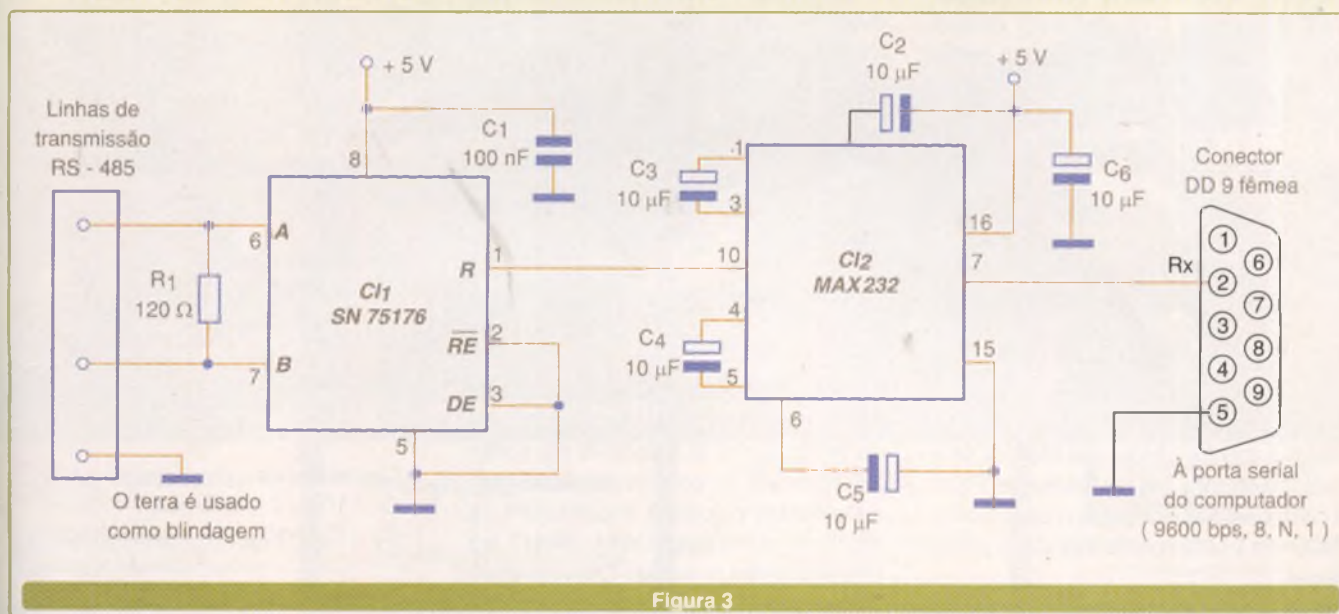 Linhas de
transmissão
RS - 485
+ 5 V
C1
100 nF
8
6
A
R1
120 Ω
7
B
CI1
SN 75176
R
1
RE
2
DE
3
5
O terra é usado
como blindagem
C2
10 µF
+ 5 V
C3
10 µF
1
3
10
C4
10 µF
4
5
6
CI2
MAX232
16
7
15
C6
10 µF
C5
10 µF
Rx
Conector
DD 9 fêmea
1
2
3
4
5
6
7
8
9
À porta serial
do computador
( 9600 bps, 8, N, 1 )
Figura 3